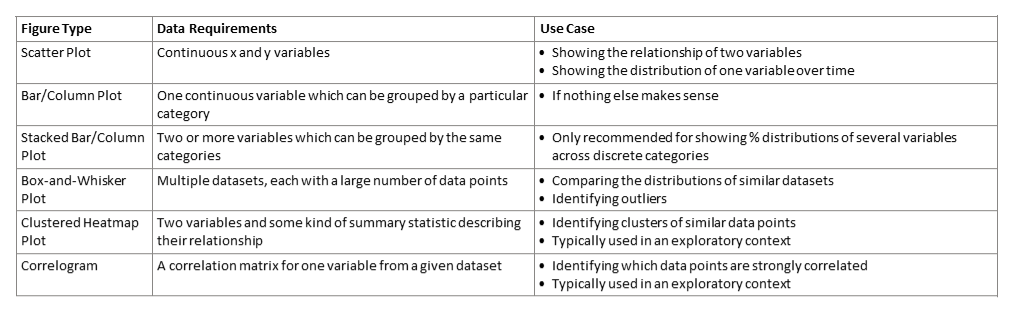 Figure Type Data Requirements Use Case
Scatter Plot Continuous x and y variables • Showing the relationship of two variables
• Showing the distribution of one variable over time
Bar/Column Plot One continuous variable which can be grouped by a particular • If nothing else makes sense
category
Stacked Bar/Column Two or more variables which can be grouped by the same • Only recommended for showing % distributions of several variables
Plot categories across discrete categories
Box-and-Whisker Multiple datasets, each with a large number of data points • Comparing the distributions of similar datasets
Plot • Identifying outliers
Clustered Heatmap Two variables and some kind of summary statistic describing • Identifying clusters of similar data points
Plot their relationship • Typically used in an exploratory context
Correlogram A correlation matrix for one variable from a given dataset • Identifying which data points are strongly correlated
• Typically used in an exploratory context